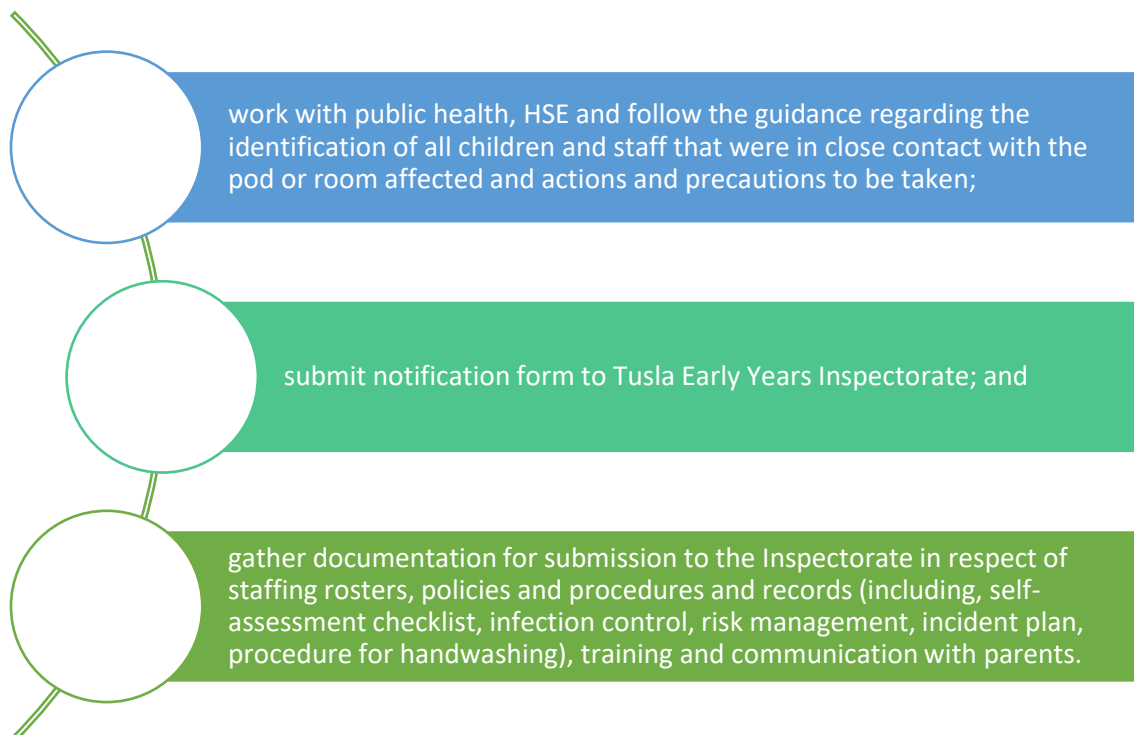 work with public health, HSE and follow the guidance regarding the
identification of all children and staff that were in close contact with the
pod or room affected and actions and precautions to be taken;
submit notification form to Tusla Early Years Inspectorate; and
gather documentation for submission to the Inspectorate in respect of
staffing rosters, policies and procedures and records (including, self-
assessment checklist, infection control, risk management, incident plan,
procedure for handwashing), training and communication with parents.